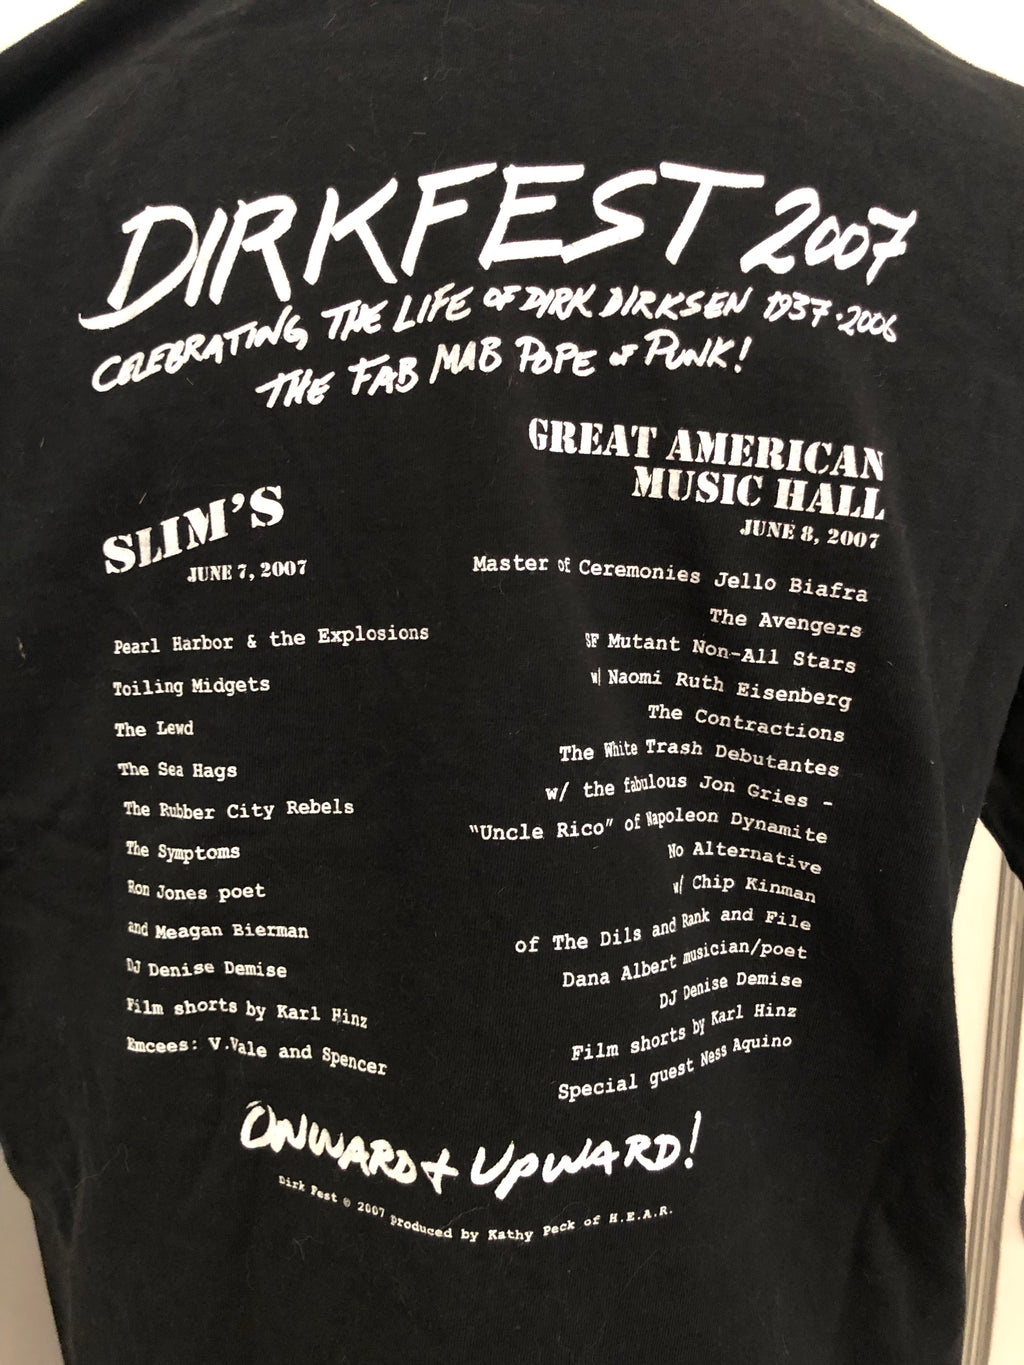 DIRKFEST 2007
CELEBRATING THE LIFE OF DIRK DIRKSEN 1937·2006
THE FAB MAB POPE of PUNK!
SLIM'S
JUNE 7, 2007
Pearl Harbor & the Explosions
Toiling Midgets
The Lewd
The Sea Hags
The Rubber City Rebels
The Symptoms
Ron Jones poet
and Meagan Bierman
DJ Denise Demise
Film shorts by Karl Hinz
Emcees: V.Vale and Spencer
GREAT AMERICAN
MUSIC HALL
JUNE 8, 2007
Master of Ceremonies Jello Biafra
The Avengers
SF Mutant Non-All Stars
w/ Naomi Ruth Eisenberg
The Contractions
The White Trash Debutantes
w/ the fabulous Jon Gries -
"Uncle Rico" of Napoleon Dynamite
No Alternative
w/ Chip Kinman
of The Dils and Rank and File
Dana Albert musician/poet
DJ Denise Demise
Film shorts by Karl Hinz
Special guest Ness Aquino
ONWARD + UPWARD!
Dirk Fest © 2007 produced by Kathy Peck of H.E.A.R.